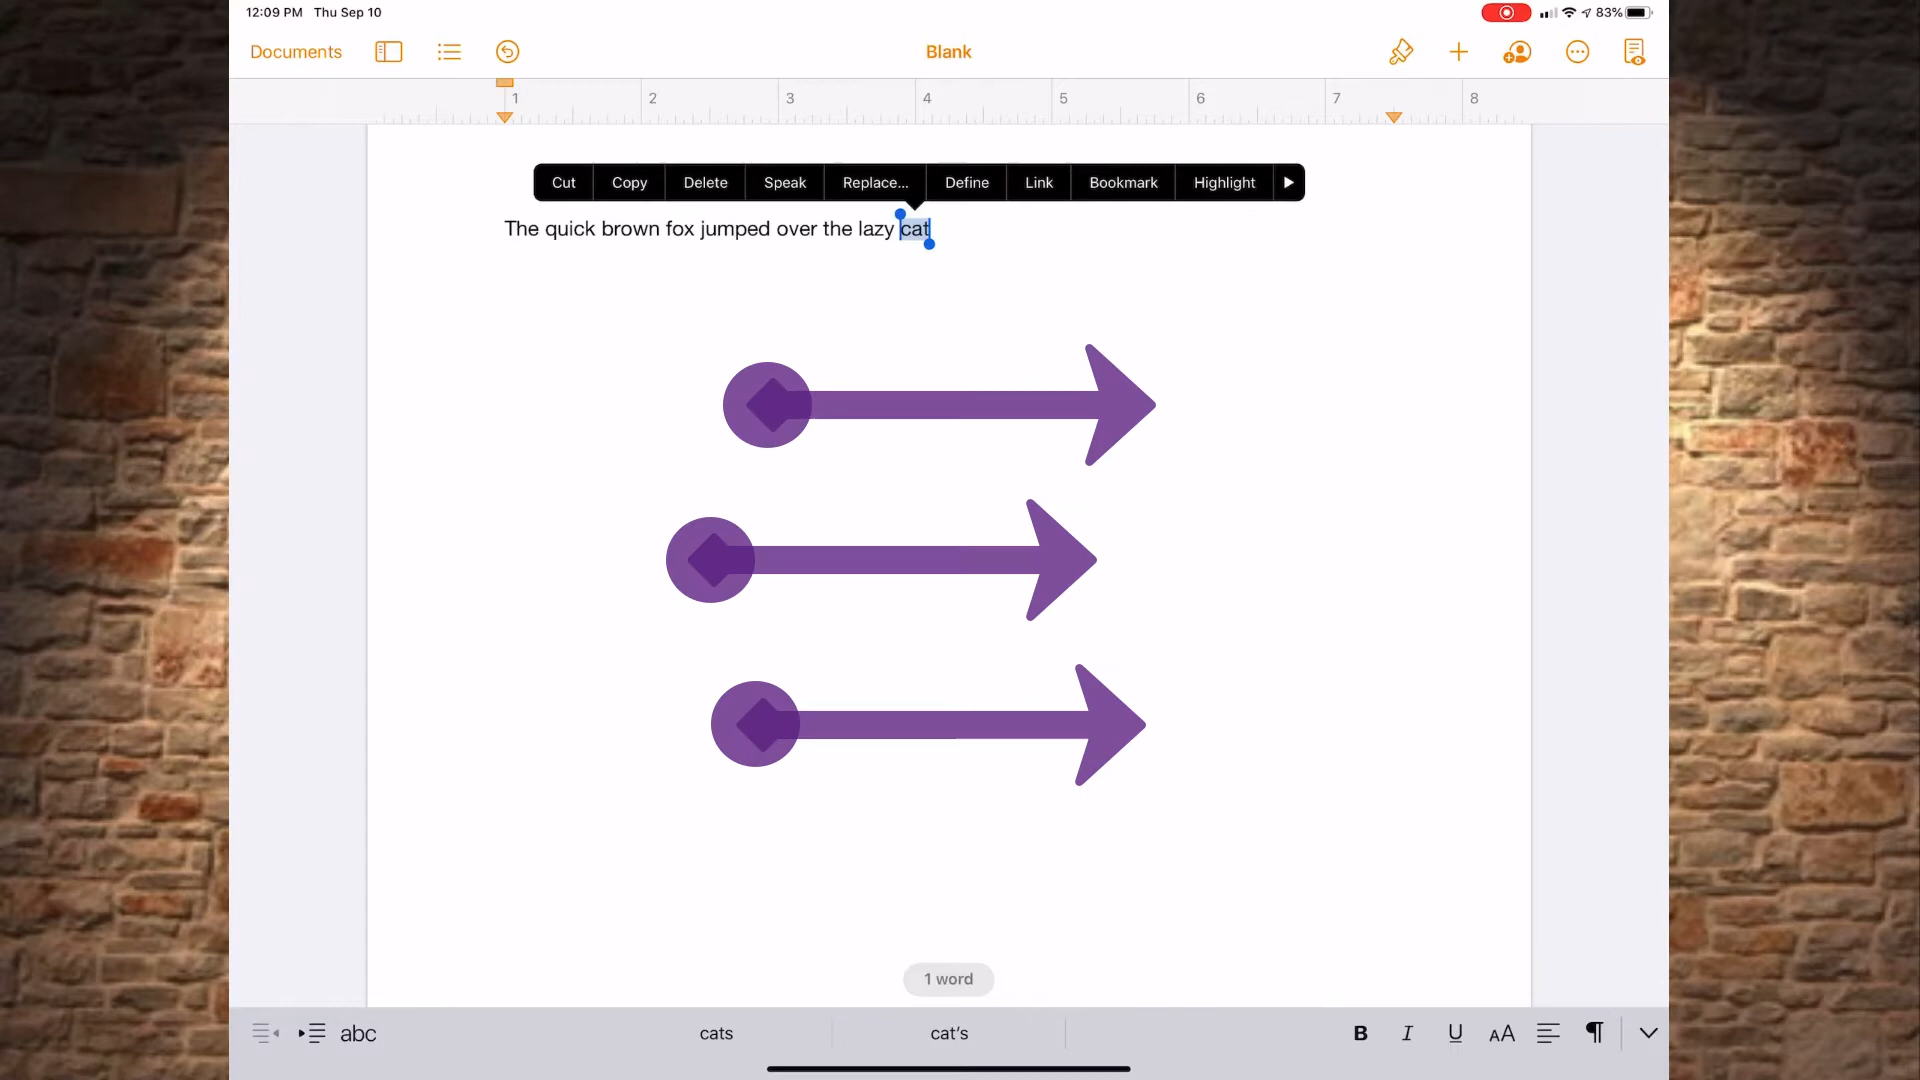 12:09 PM Thu Sep 10
83%
Documents
Blank
1 2 3 4 5 6 7 8
Cut Copy Delete Speak Replace... Define Link Bookmark Highlight
The quick brown fox jumped over the lazy cat
1 word
abc cats cat's B I U AA ¶